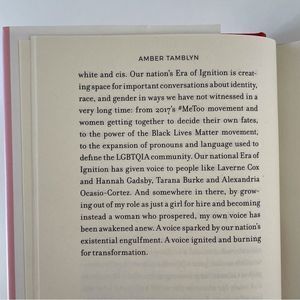 AMBER TAMBLYN
white and cis. Our nation's Era of Ignition is creat-
ing space for important conversations about identity,
race, and gender in ways we have not witnessed in a
very long time: from 2017's #MeToo movement and
women getting together to decide their own fates,
to the power of the Black Lives Matter movement,
to the expansion of pronouns and language used to
define the LGBTQIA community. Our national Era of
Ignition has given voice to people like Laverne Cox
and Hannah Gadsby, Tarana Burke and Alexandria
Ocasio-Cortez. And somewhere in there, by grow-
ing out of my role as just a girl for hire and becoming
instead a woman who prospered, my own voice has
been awakened anew. A voice sparked by our nation's
existential engulfment. A voice ignited and burning
for transformation.